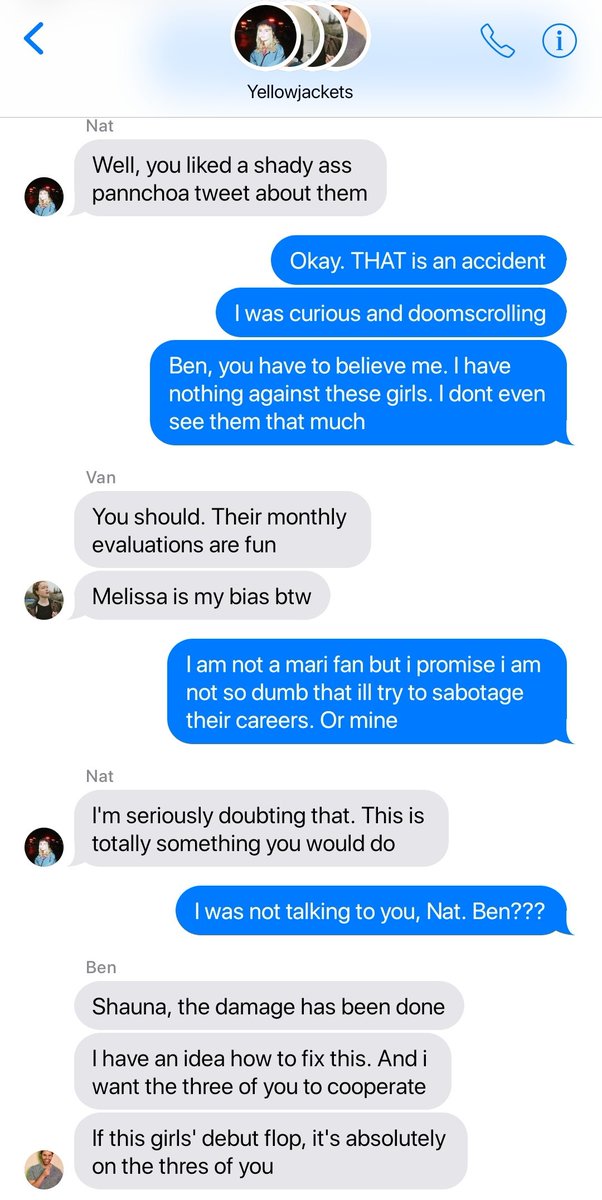 Yellowjackets
Nat
Well, you liked a shady ass
pannchoa tweet about them
Okay. THAT is an accident
I was curious and doomscrolling
Ben, you have to believe me. I have
nothing against these girls. I dont even
see them that much
Van
You should. Their monthly
evaluations are fun
Melissa is my bias btw
I am not a mari fan but i promise i am
not so dumb that ill try to sabotage
their careers. Or mine
Nat
I'm seriously doubting that. This is
totally something you would do
I was not talking to you, Nat. Ben???
Ben
Shauna, the damage has been done
I have an idea how to fix this. And i
want the three of you to cooperate
If this girls' debut flop, it's absolutely
on the thres of you